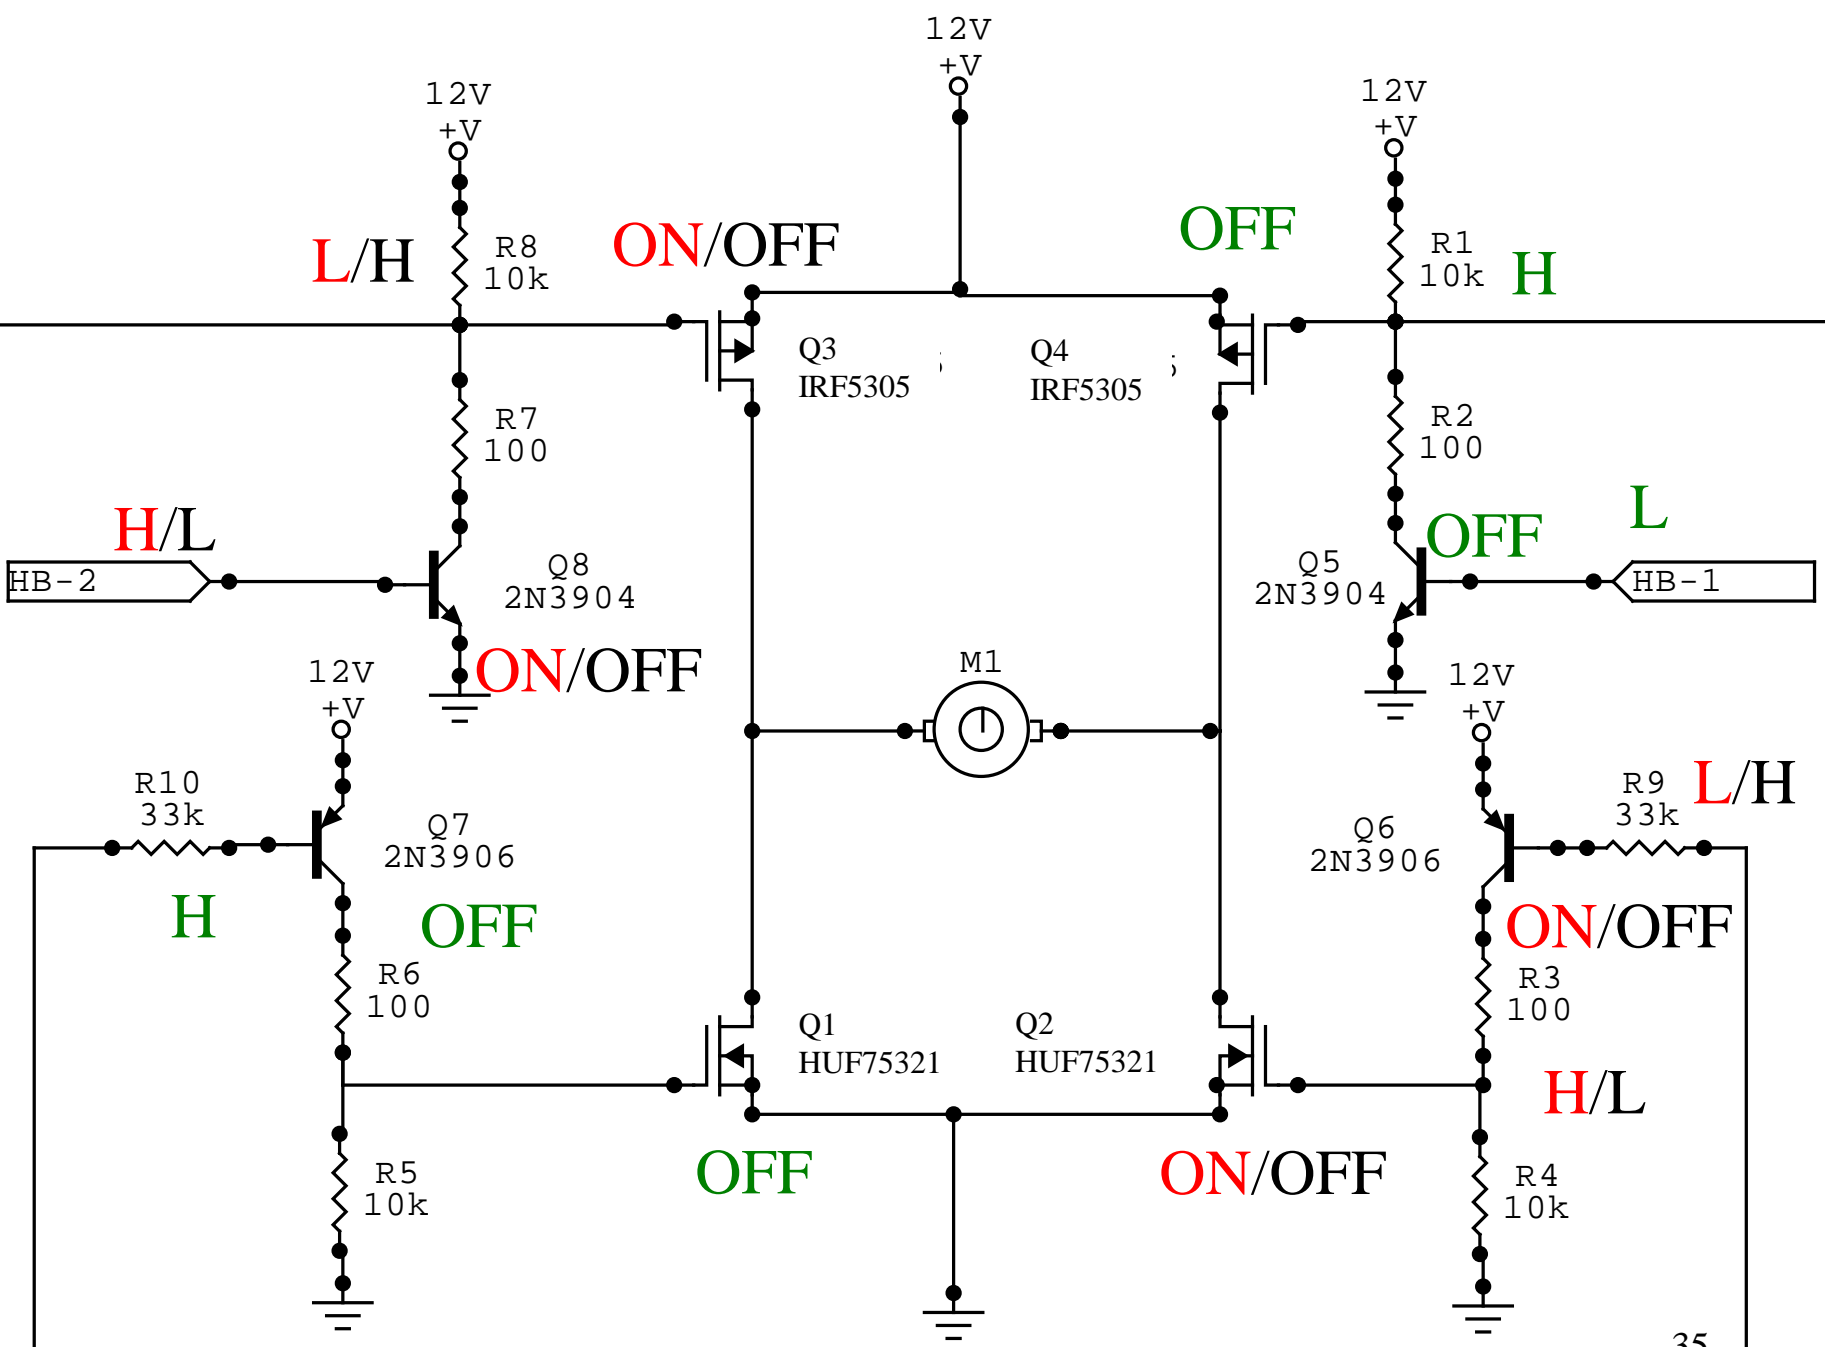 12V
+V
12V
+V
12V
+V
L/H
R8
10k
ON/OFF
OFF
R1
10k
H
Q3
IRF5305
Q4
IRF5305
R7
100
R2
100
H/L
HB-2
Q8
2N3904
ON/OFF
OFF
L
Q5
2N3904
HB-1
12V
+V
M1
12V
+V
R10
33k
H
Q7
2N3906
OFF
R9
33k
L/H
Q6
2N3906
ON/OFF
R6
100
R3
100
Q1
HUF75321
Q2
HUF75321
H/L
OFF
ON/OFF
R5
10k
R4
10k
35